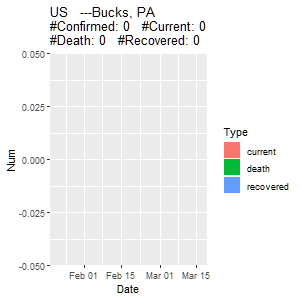 US   ---Bucks, PA
#Confirmed: 0   #Current: 0
#Death: 0   #Recovered: 0
0.050
0.025
0.000
-0.025
-0.050
Num
Feb 01
Feb 15
Mar 01
Mar 15
Date
Type
current
death
recovered